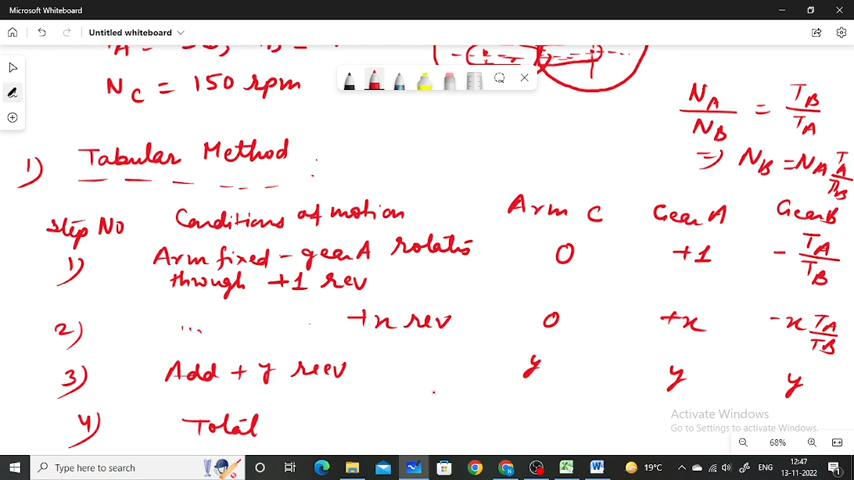 Microsoft Whiteboard
Untitled whiteboard
N_C = 150 rpm
N_A / N_B = T_B / T_A
=> N_B = N_A T_A / T_B
1) Tabular Method
Step No Conditions of motion Arm C Gear A Gear B
1) Arm fixed - gear A rotatio 0 +1 - T_A / T_B
through +1 rev
2) ... +x rev 0 +x -x T_A / T_B
3) Add + y reev y y y
4) Total
Activate Windows
Go to Settings to activate Windows.
68%
Type here to search
19°C
ENG
12:47
13-11-2022